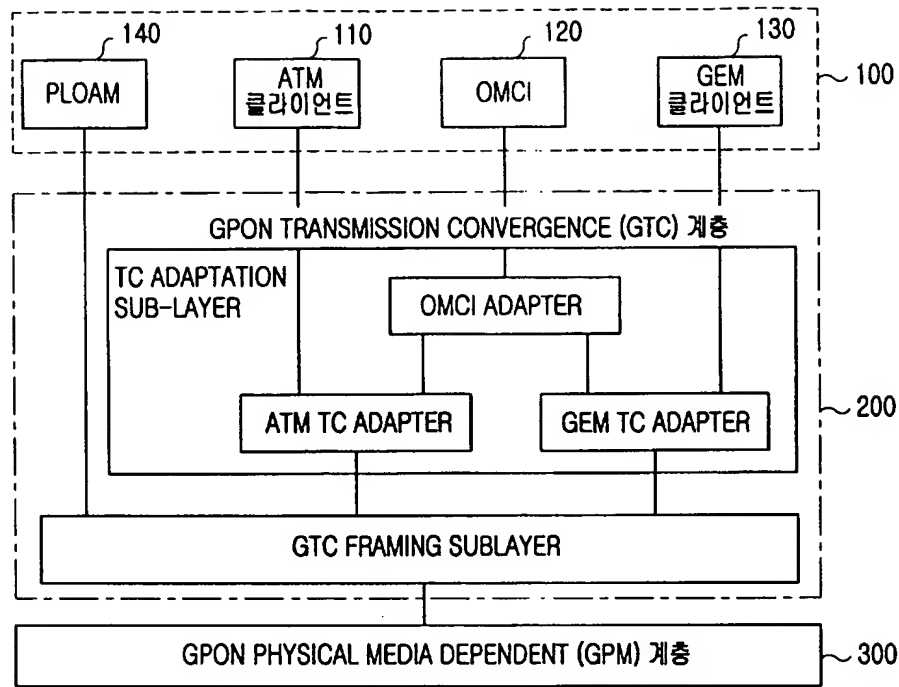 140
110
120
130
PLOAM
ATM
클라이언트
OMCI
GEM
클라이언트
100
GPON TRANSMISSION CONVERGENCE (GTC) 계층
TC ADAPTATION
SUB-LAYER
OMCI ADAPTER
ATM TC ADAPTER
GEM TC ADAPTER
200
GTC FRAMING SUBLAYER
GPON PHYSICAL MEDIA DEPENDENT (GPM) 계층
300